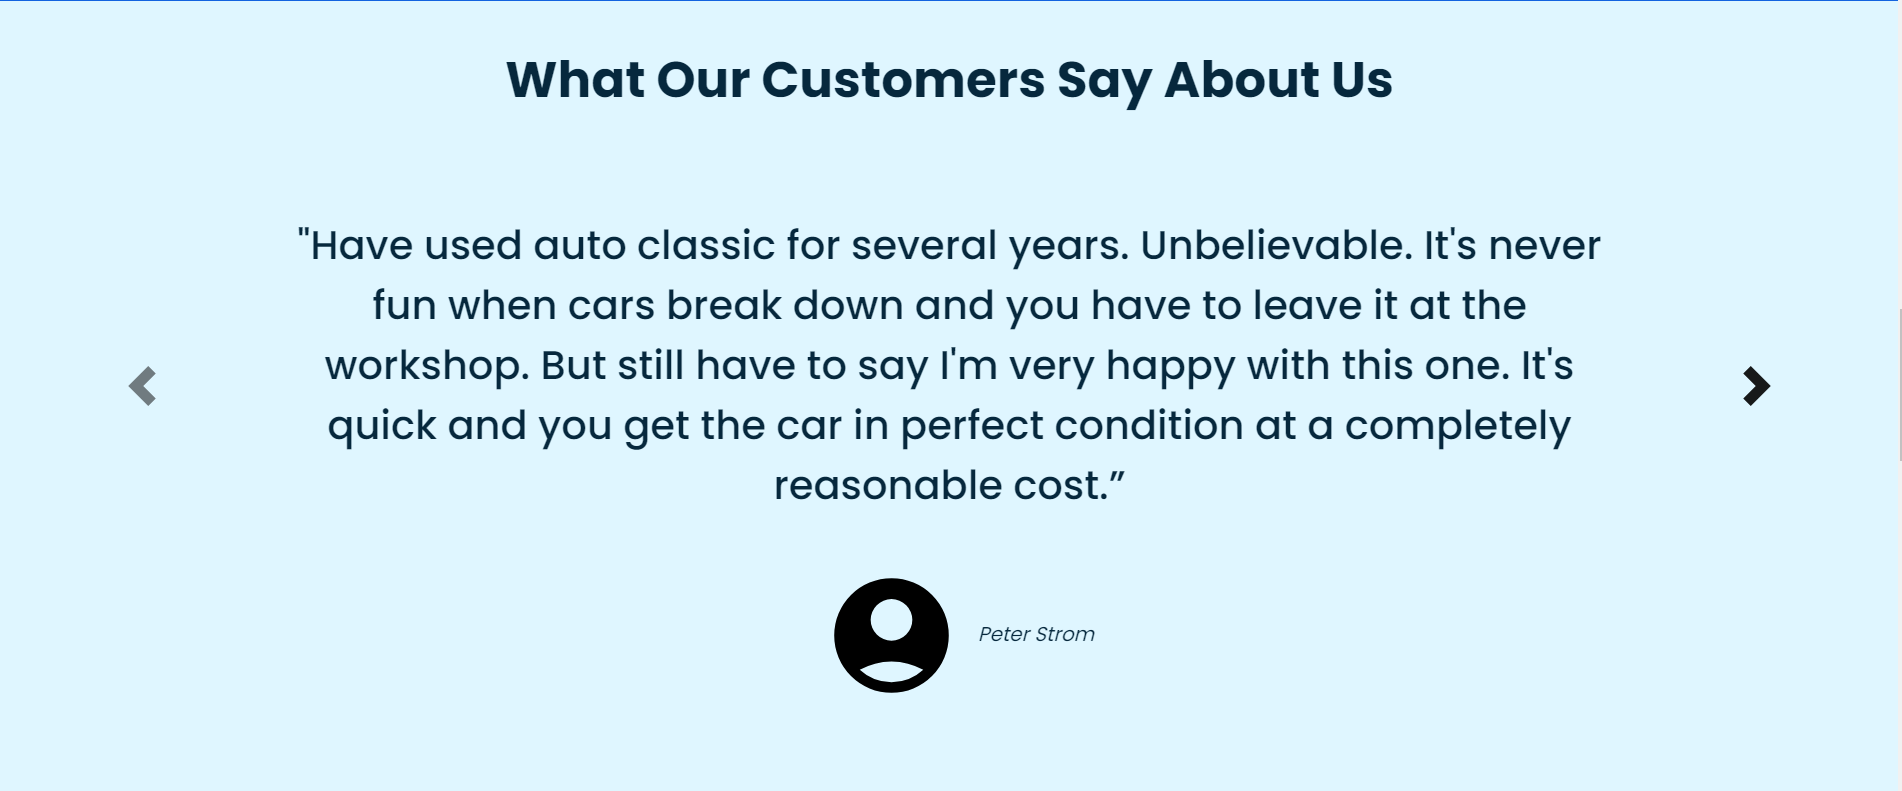 What Our Customers Say About Us
"Have used auto classic for several years. Unbelievable. It's never
fun when cars break down and you have to leave it at the
workshop. But still have to say I'm very happy with this one. It's
quick and you get the car in perfect condition at a completely
reasonable cost.”
Peter Strom